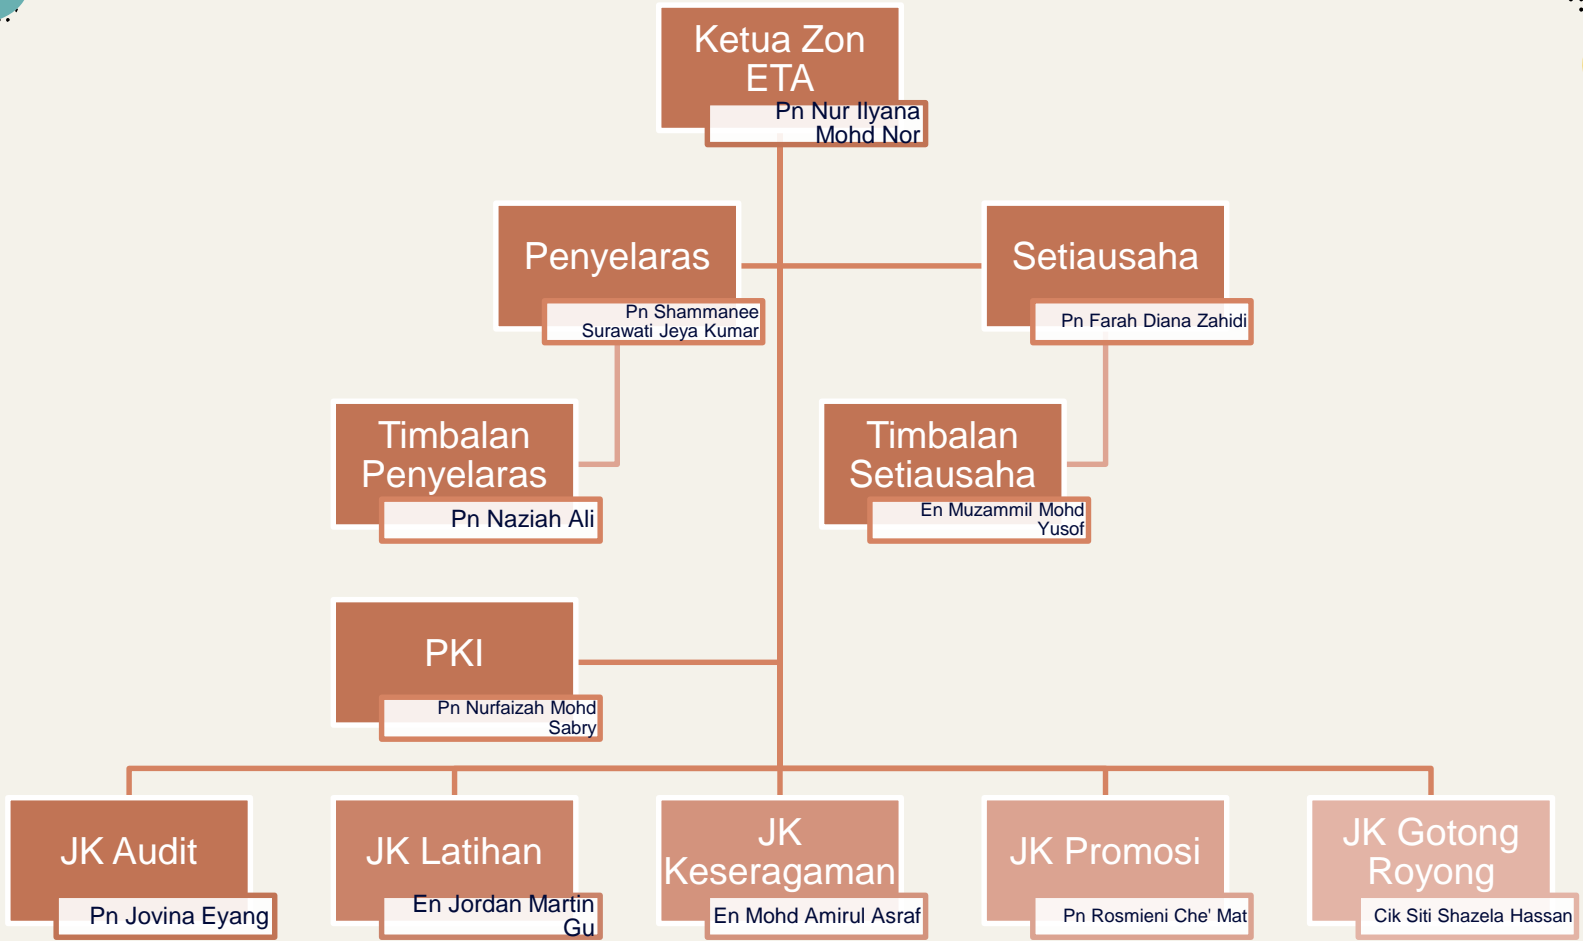 Ketua Zon
ETA
Pn Nur Ilyana
Mohd Nor
Penyelaras
Pn Shammanee
Surawati Jeya Kumar
Setiausaha
Pn Farah Diana Zahidi
Timbalan
Penyelaras
Pn Naziah Ali
Timbalan
Setiausaha
En Muzammil Mohd
Yusof
PKI
Pn Nurfaizah Mohd
Sabry
JK Audit
Pn Jovina Eyang
JK Latihan
En Jordan Martin
Gu
JK
Keseragaman
En Mohd Amirul Asraf
JK Promosi
Pn Rosmieni Che' Mat
JK Gotong
Royong
Cik Siti Shazela Hassan